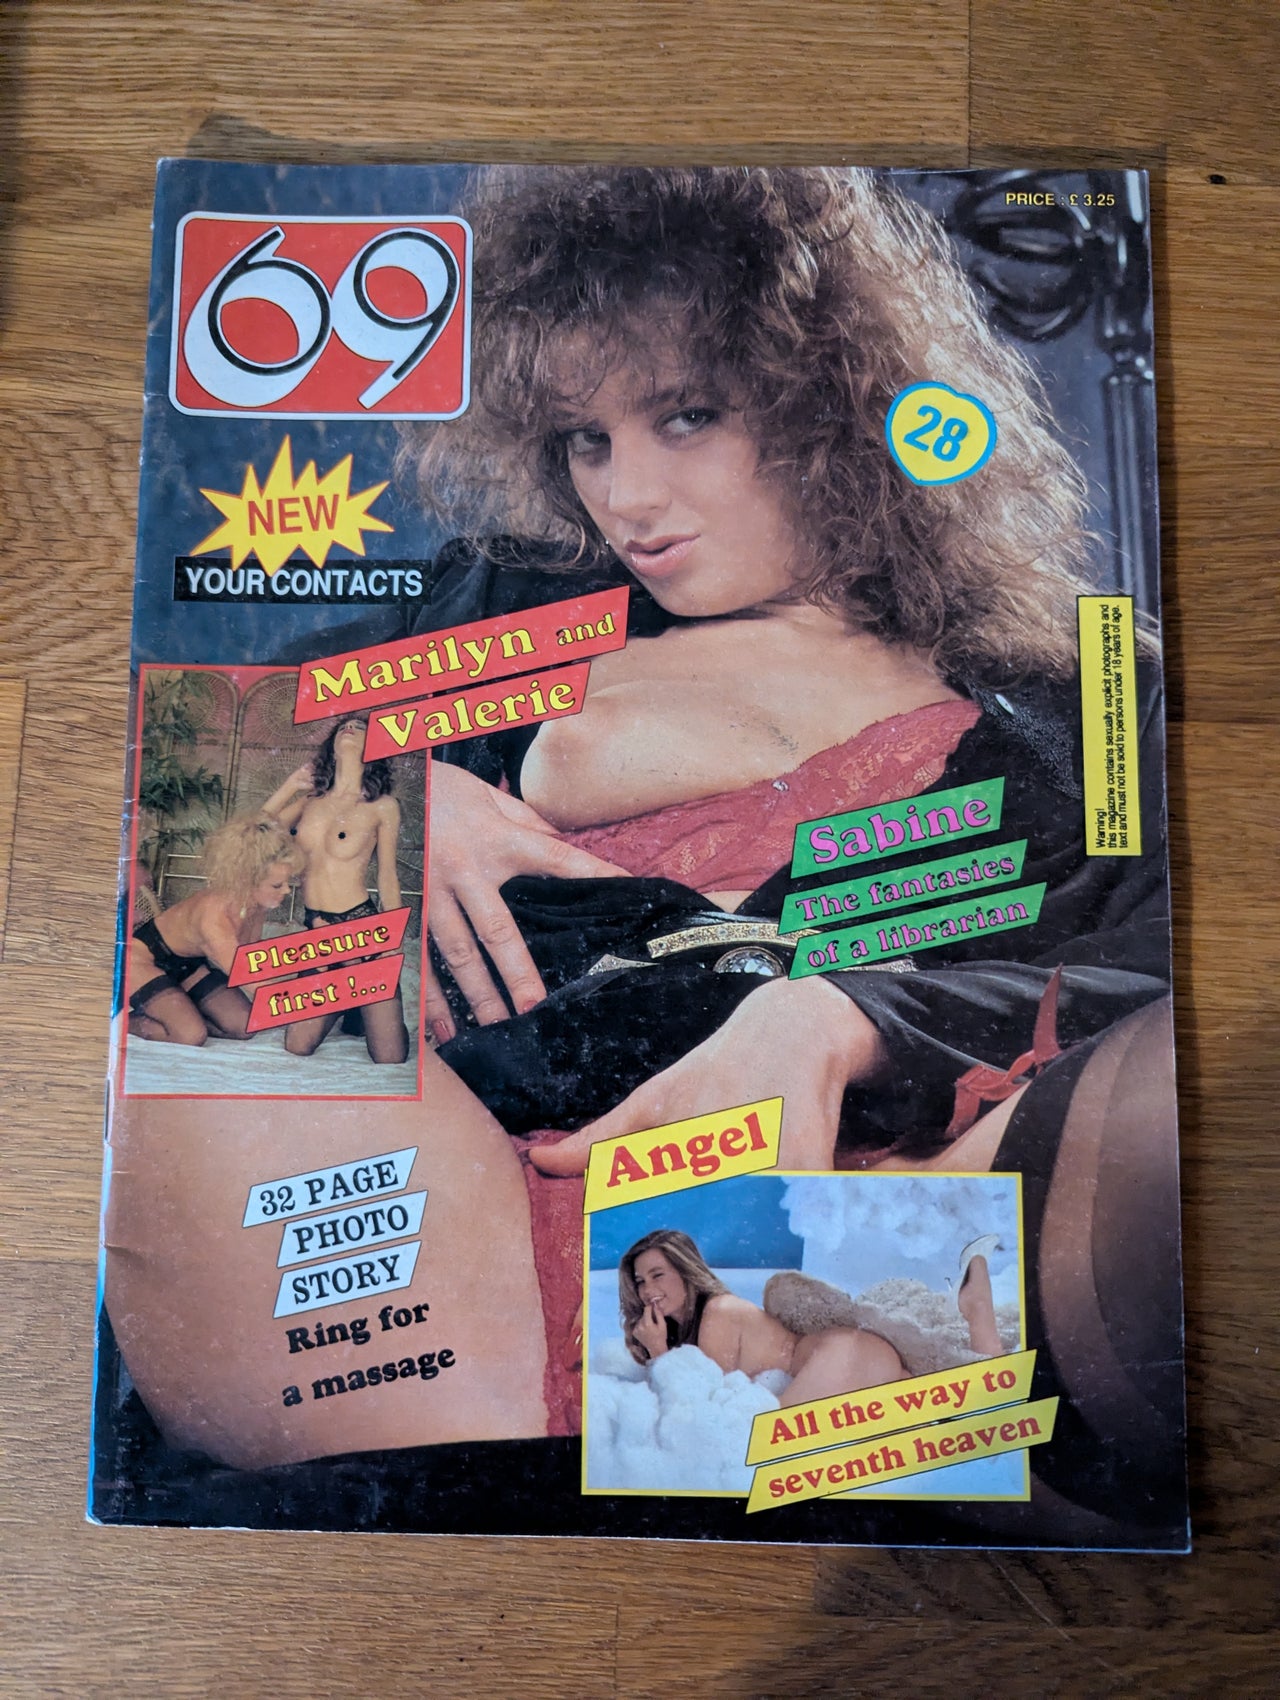 PRICE : £ 3.25
69
28
NEW
YOUR CONTACTS
Marilyn and
Valerie
Pleasure
first !....
Warning!
this magazine contains sexually explicit photographs and
text and must not be sold to persons under 18 years of age.
Sabine
The fantasies
of a librarian
32 PAGE
PHOTO
STORY
Ring for
a massage
Angel
All the way to
seventh heaven